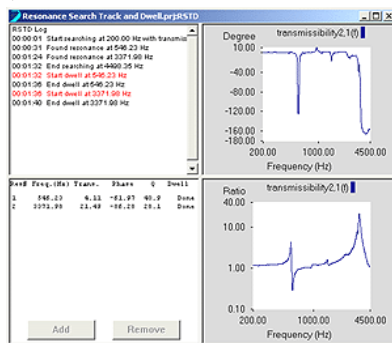 Resonance Search Track and Dwell.prj:RSTD
RSTD Log
00:00:01 Start searching at 200.00 Hz with transmis
00:00:31 Found resonance at 546.23 Hz
00:01:24 Found resonance at 3371.98 Hz
00:01:32 End searching at 4498.35 Hz
00:01:32 Start dwell at 546.23 Hz
00:01:36 End dwell at 546.23 Hz
00:01:36 Start dwell at 3371.98 Hz
00:01:40 End dwell at 3371.98 Hz
Degree
transmissibility2,1(f)
10.00
-40.00
-80.00
-120.00
-160.00
-170.00
200.00 1000.00 4500.00
Frequency (Hz)
Res# Freq.(Hz) Trans. Phase Q Dwell
1 546.23 4.11 -51.97 40.9 Done
2 3371.98 21.43 -86.28 28.1 Done
Add Remove
Ratio
transmissibility2,1(f)
40.00
10.00
1.00
0.10
200.00 1000.00 4500.00
Frequency (Hz)